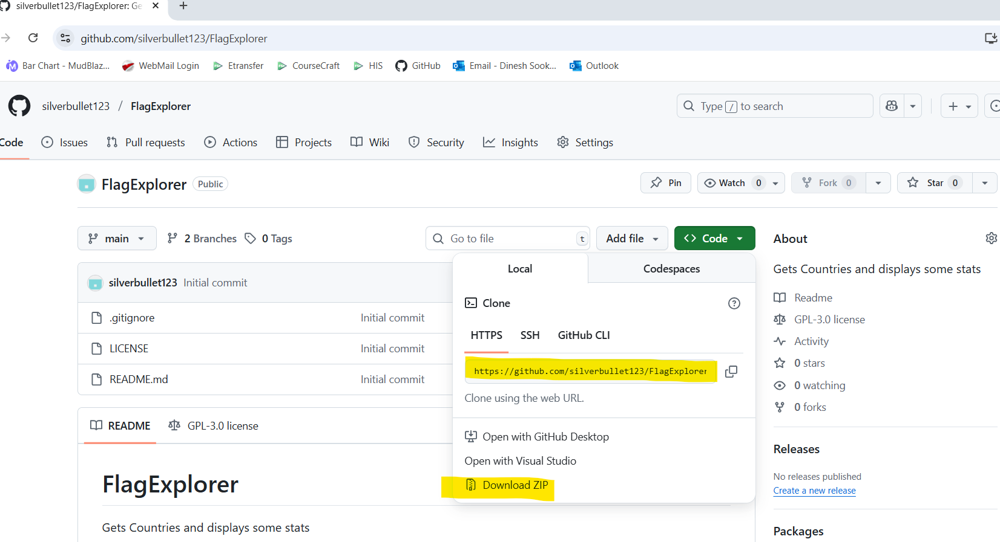 silverbullet123/FlagExplorer: Ge
github.com/silverbullet123/FlagExplorer
Bar Chart - MudBlaz...
WebMail Login
Etransfer
CourseCraft
HIS
GitHub
Email - Dinesh Sook...
Outlook
silverbullet123 / FlagExplorer
Type / to search
Code
Issues
Pull requests
Actions
Projects
Wiki
Security
Insights
Settings
FlagExplorer
Public
Pin
Watch 0
Fork 0
Star 0
main
2 Branches
0 Tags
Go to file
t
Add file
Code
silverbullet123 Initial commit
.gitignore
Initial commit
LICENSE
Initial commit
README.md
Initial commit
README
GPL-3.0 license
FlagExplorer
Gets Countries and displays some stats
Local
Codespaces
Clone
HTTPS
SSH
GitHub CLI
https://github.com/silverbullet123/FlagExplorer
Clone using the web URL.
Open with GitHub Desktop
Open with Visual Studio
Download ZIP
About
Gets Countries and displays some stats
Readme
GPL-3.0 license
Activity
0 stars
0 watching
0 forks
Releases
No releases published
Create a new release
Packages